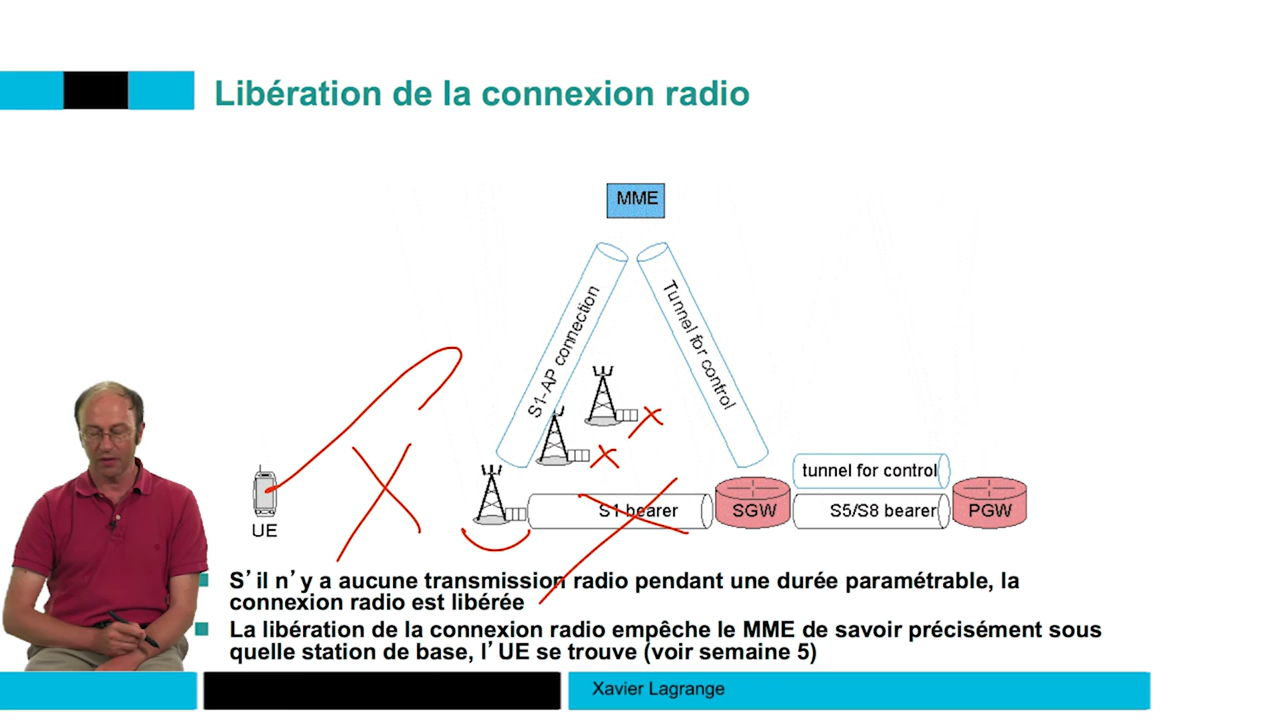 Libération de la connexion radio
MME
S1-AP connection
Tunnel for control
tunnel for control
S1 bearer
SGW
S5/S8 bearer
PGW
UE
S’il n’y a aucune transmission radio pendant une durée paramétrable, la
connexion radio est libérée
La libération de la connexion radio empêche le MME de savoir précisément sous
quelle station de base, l’UE se trouve (voir semaine 5)
Xavier Lagrange